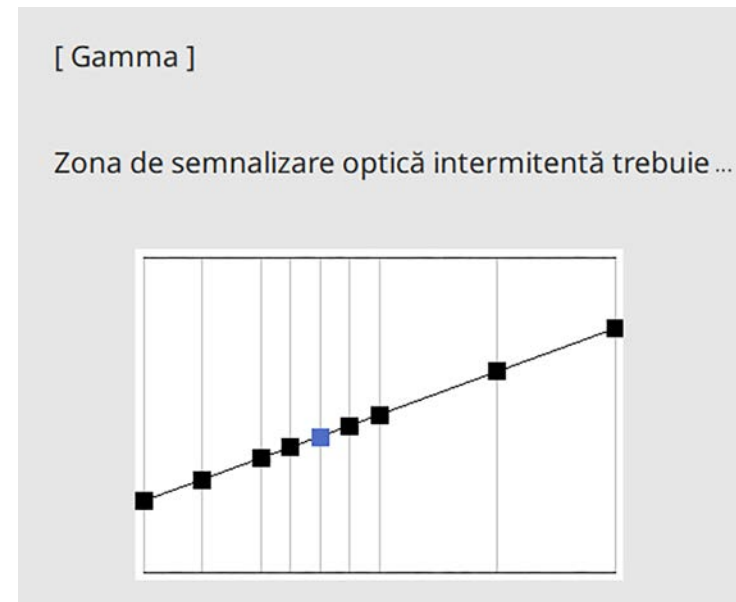 [ Gamma ]
Zona de semnalizare optică intermitentă trebuie ...